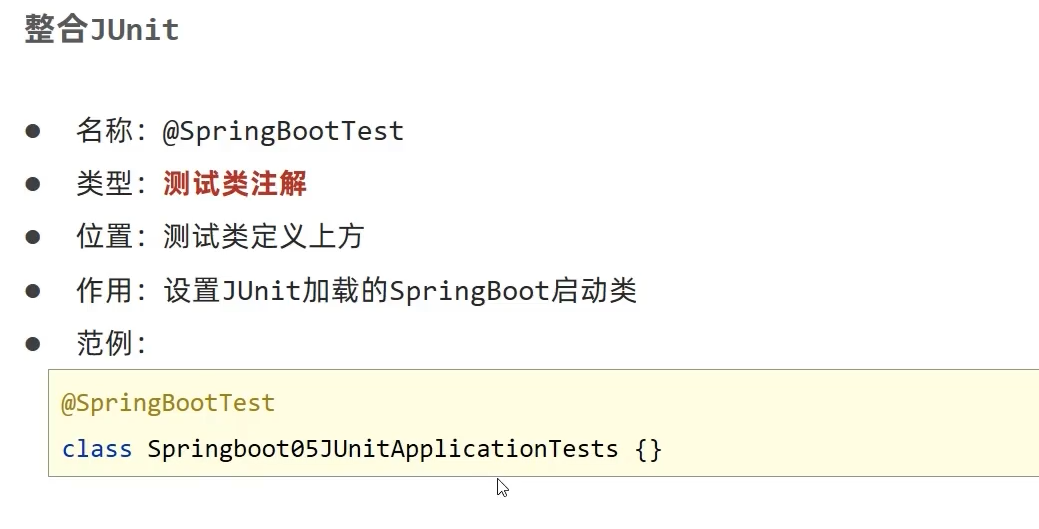 整合JUnit
● 名称：@SpringBootTest
● 类型：测试类注解
● 位置：测试类定义上方
● 作用：设置JUnit加载的SpringBoot启动类
● 范例：
@SpringBootTest
class Springboot05JUnitApplicationTests {}